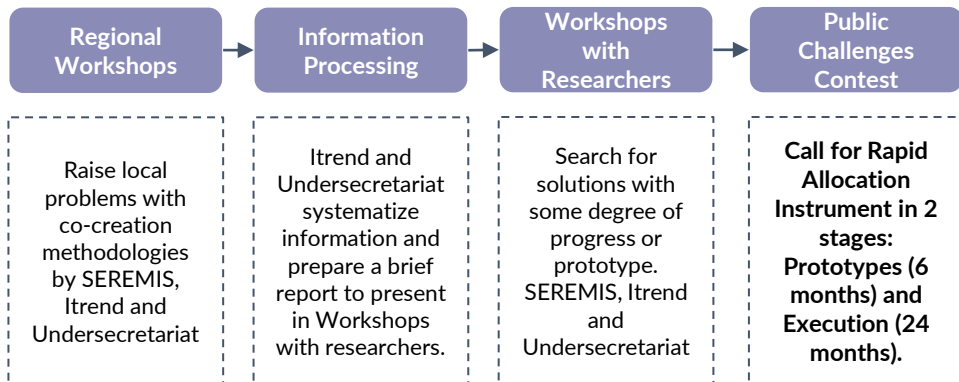 Regional
Workshops
Information
Processing
Workshops
with
Researchers
Public
Challenges
Contest
Raise local
problems with
co-creation
methodologies
by SEREMIS,
Itrend and
Undersecretariat
Itrend and
Undersecretariat
systematize
information and
prepare a brief
report to present
in Workshops
with researchers.
Search for
solutions with
some degree of
progress or
prototype.
SEREMIS, Itrend
and
Undersecretariat
Call for Rapid
Allocation
Instrument in 2
stages:
Prototypes (6
months) and
Execution (24
months).